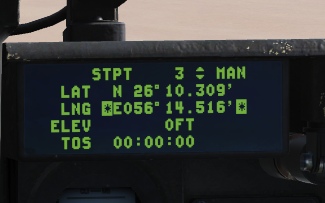 STPT 3 ↕ MAN
LAT N 26°10.309'
LNG *E056°14.516'*
ELEV 0FT
TOS 00:00:00